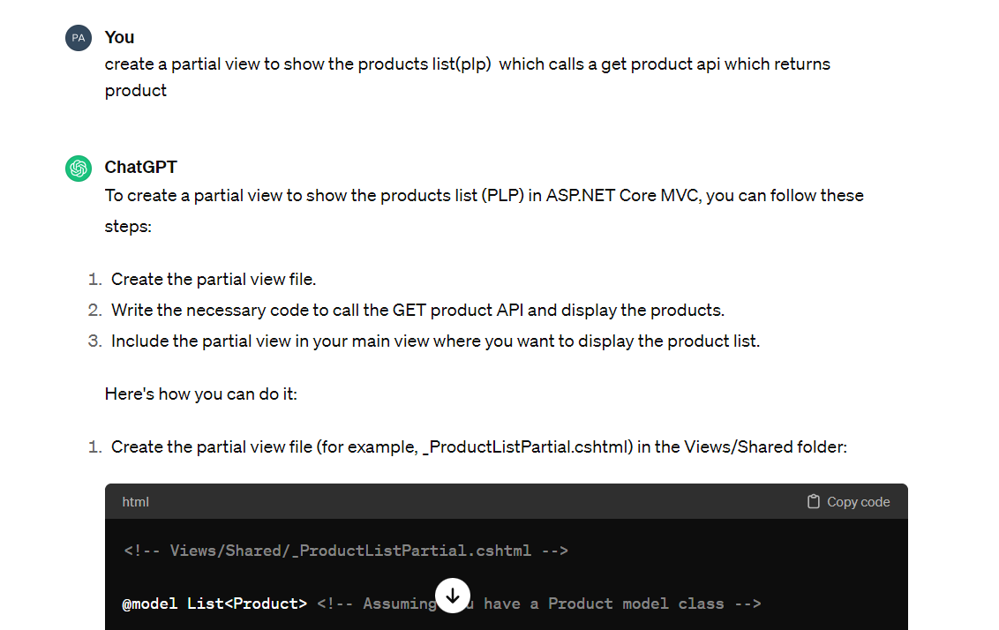 PA You
create a partial view to show the products list(plp)  which calls a get product api which returns
product
ChatGPT
To create a partial view to show the products list (PLP) in ASP.NET Core MVC, you can follow these
steps:
1. Create the partial view file.
2. Write the necessary code to call the GET product API and display the products.
3. Include the partial view in your main view where you want to display the product list.
Here's how you can do it:
1. Create the partial view file (for example, _ProductListPartial.cshtml) in the Views/Shared folder:
html Copy code
<!-- Views/Shared/_ProductListPartial.cshtml -->
@model List<Product> <!-- Assuming have a Product model class -->